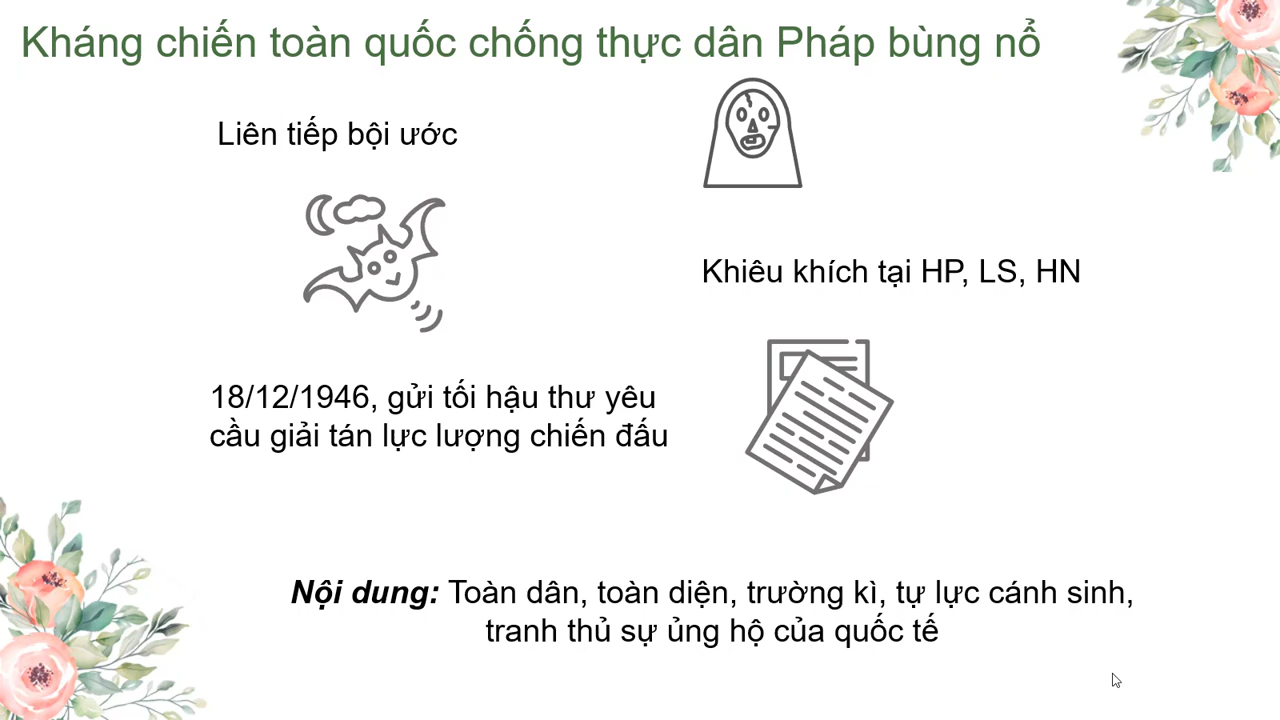 Kháng chiến toàn quốc chống thực dân Pháp bùng nổ
Liên tiếp bội ước
Khiêu khích tại HP, LS, HN
18/12/1946, gửi tối hậu thư yêu
cầu giải tán lực lượng chiến đấu
Nội dung: Toàn dân, toàn diện, trường kì, tự lực cánh sinh,
tranh thủ sự ủng hộ của quốc tế